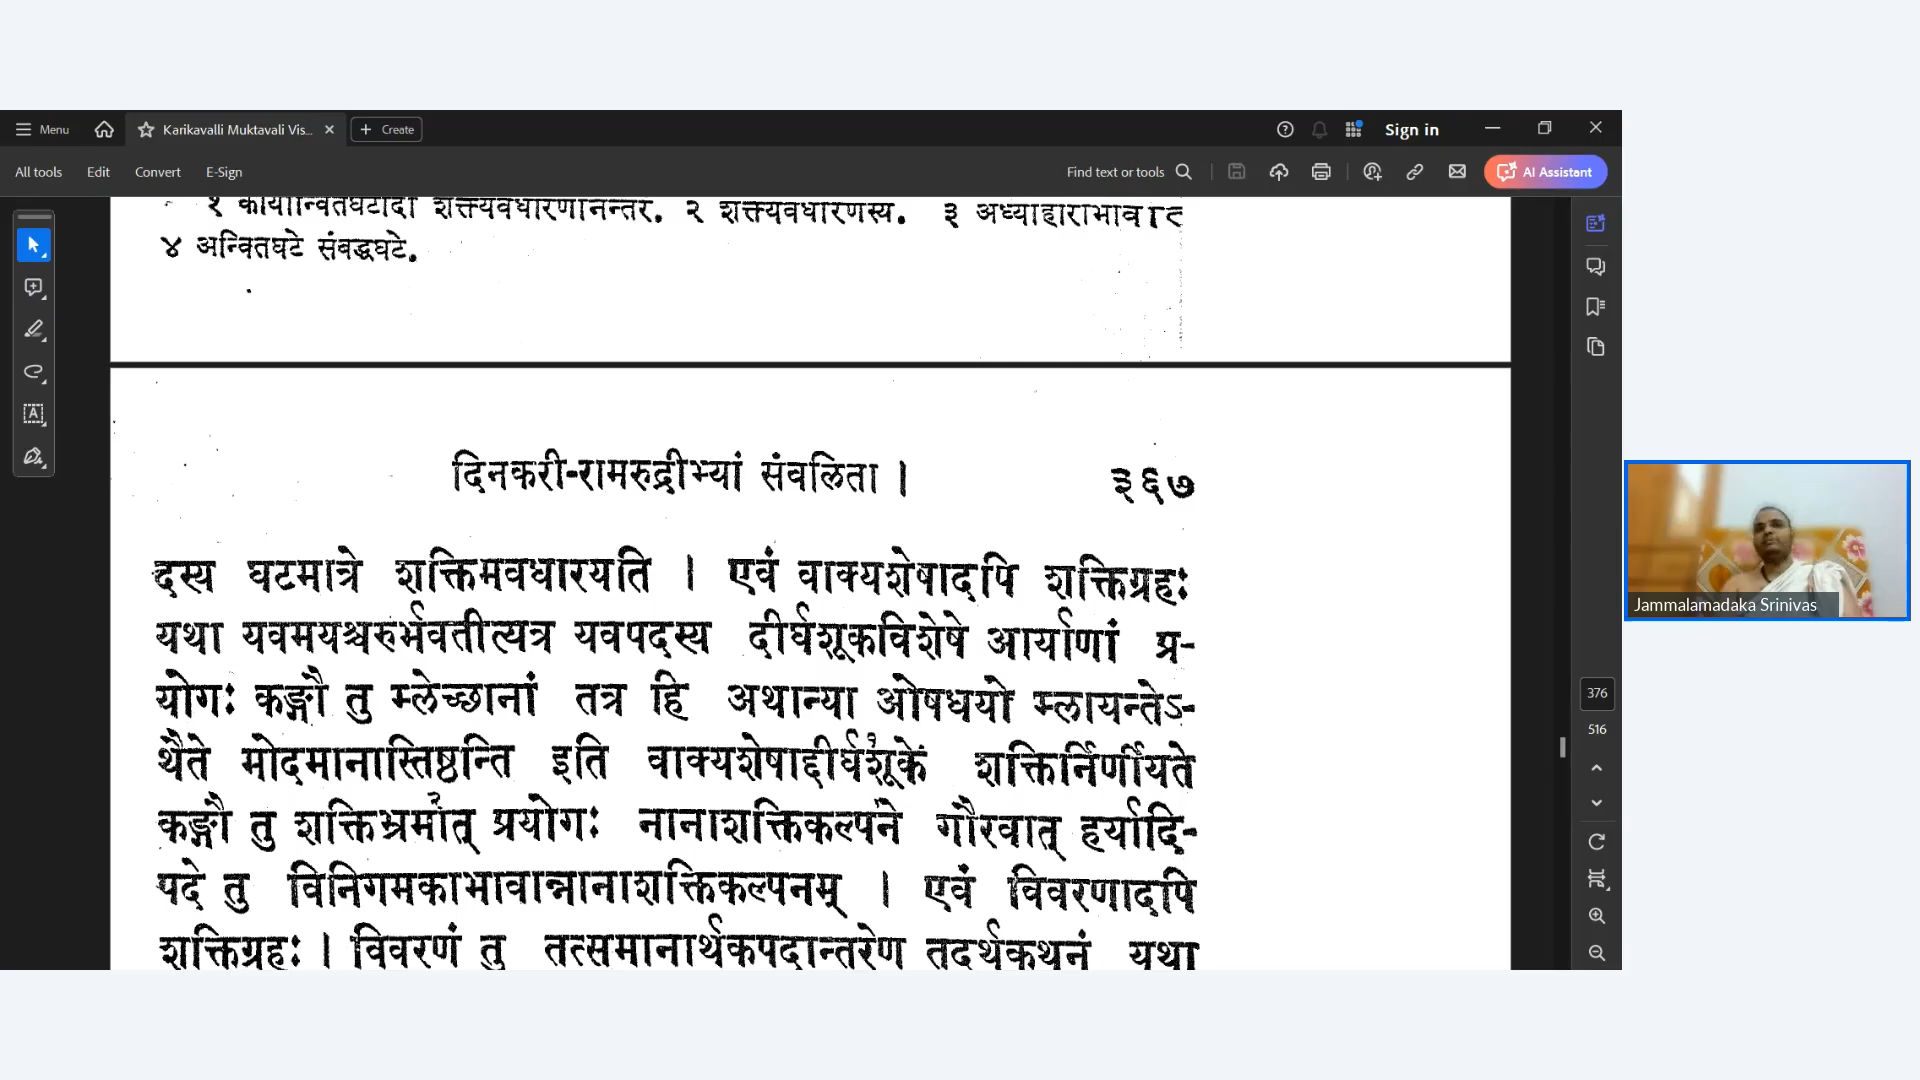 Menu
Karikavalli Muktavali Vis...
Create
Sign in
All tools Edit Convert E-Sign
Find text or tools
AI Assistant
१ कार्यान्वितघटादौ शक्त्यवधारणानन्तरं. २ शक्त्यवधारणस्य. ३ अध्याहाराभावात्
४ अन्वितघटे संबद्धघटे.
दिनकरी-रामरुद्रीभ्यां संवलिता । ३६७
दस्य घटमात्रे शक्तिमवधारयति । एवं वाक्यशेषादपि शक्तिग्रहः
यथा यवमयश्चरुर्भवतीत्यत्र यवपदस्य दीर्घशूकविशेषे आर्याणां प्र-
योगः कङ्गौ तु म्लेच्छानां तत्र हि अथान्या ओषधयो म्लायन्तेऽ-
थैते मोदमानास्तिष्ठन्ति इति वाक्यशेषाद्दीर्घशूके१ शक्तिर्निर्णीयते
कङ्गौ तु शक्तिभ्रमात्२ प्रयोगः नानाशक्तिकल्पने गौरवात् हर्यादि-
पदे तु विनिगमकाभावान्नानाशक्तिकल्पनम् । एवं विवरणादपि
शक्तिग्रहः । विवरणं तु तत्समानार्थकपदान्तरेण तदर्थकथनं यथा
376
516
Jammalamadaka Srinivas